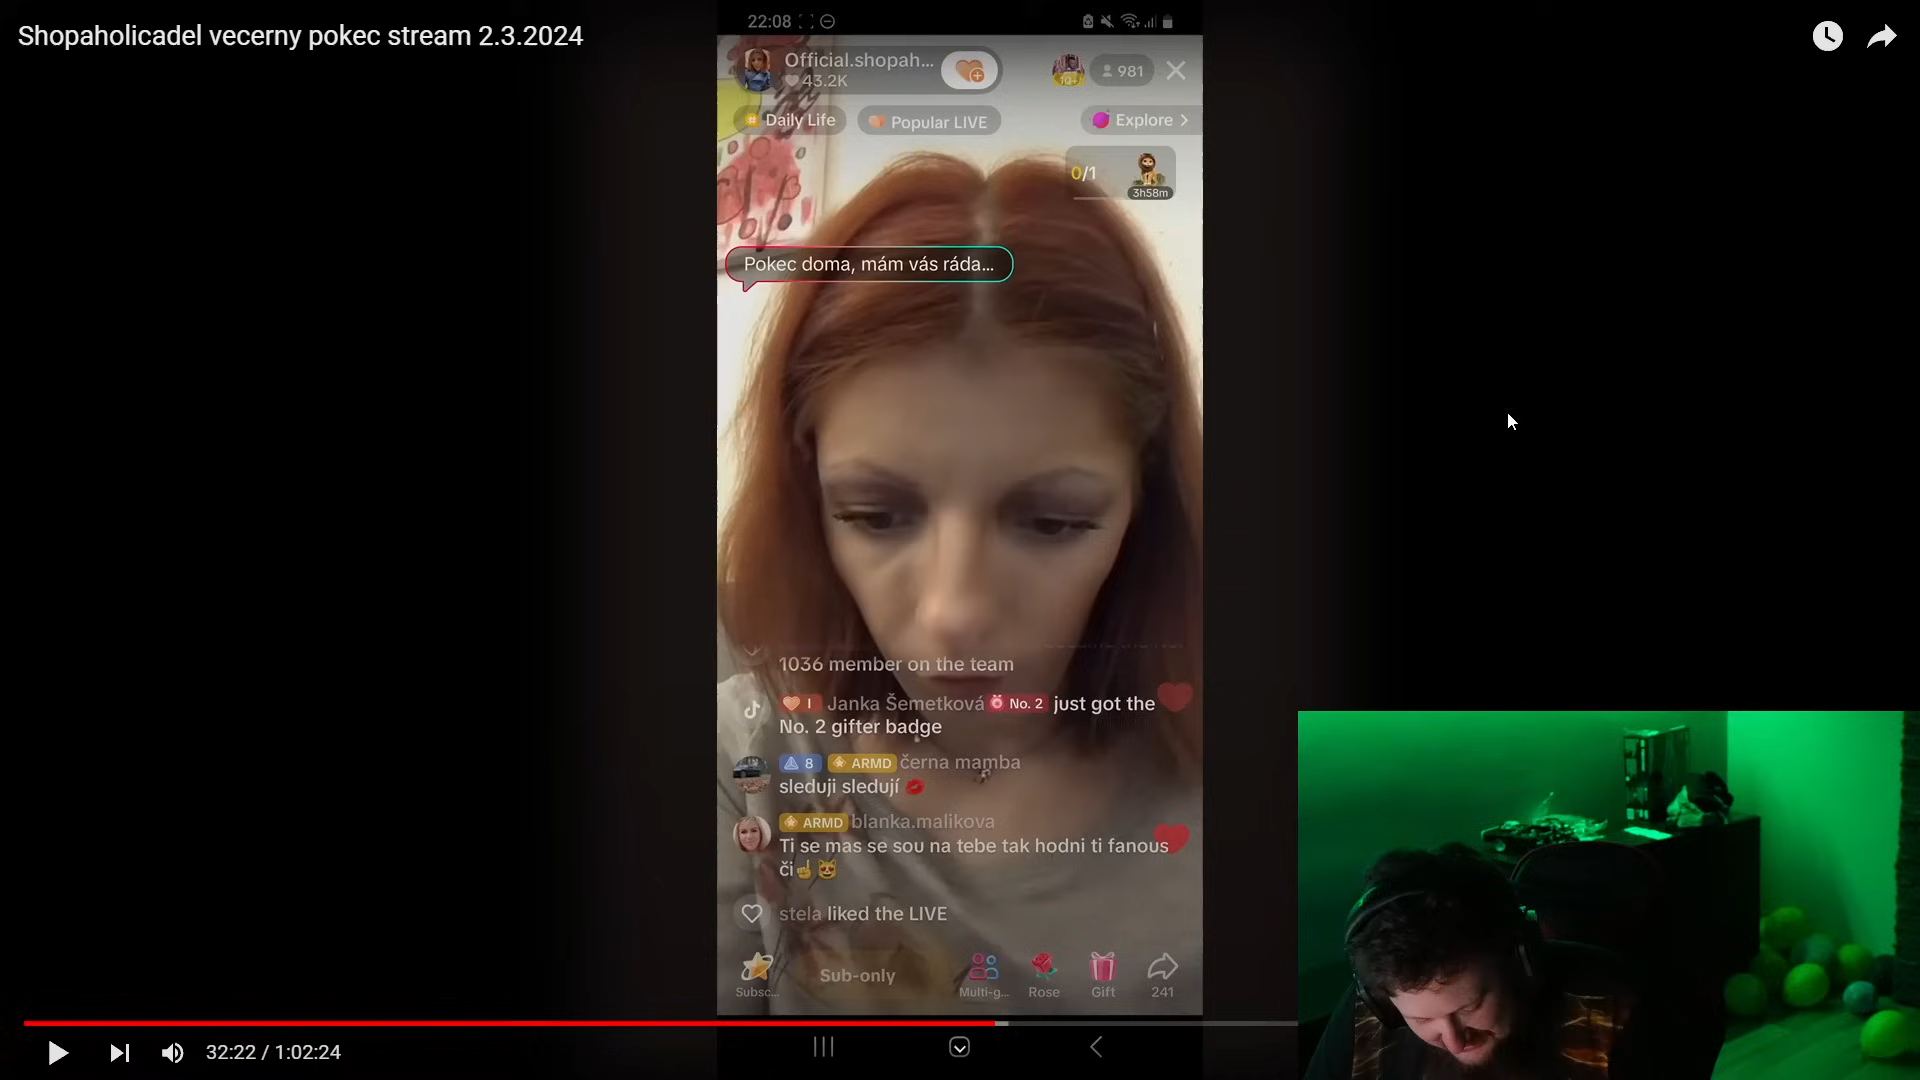 Shopaholicadel vecerny pokec stream 2.3.2024
22:08
Official.shopah...
43.2K
981
Daily Life
Popular LIVE
Explore
0/1
3h58m
Pokec doma, mám vás ráda...
1036 member on the team
I Janka Šemetková No. 2 just got the
No. 2 gifter badge
8 ARMD černa mamba
sleduji sledují
ARMD blanka.malikova
Ti se mas se sou na tebe tak hodni ti fanous
či
stela liked the LIVE
Subsc...
Sub-only
Multi-g...
Rose
Gift
241
32:22 / 1:02:24